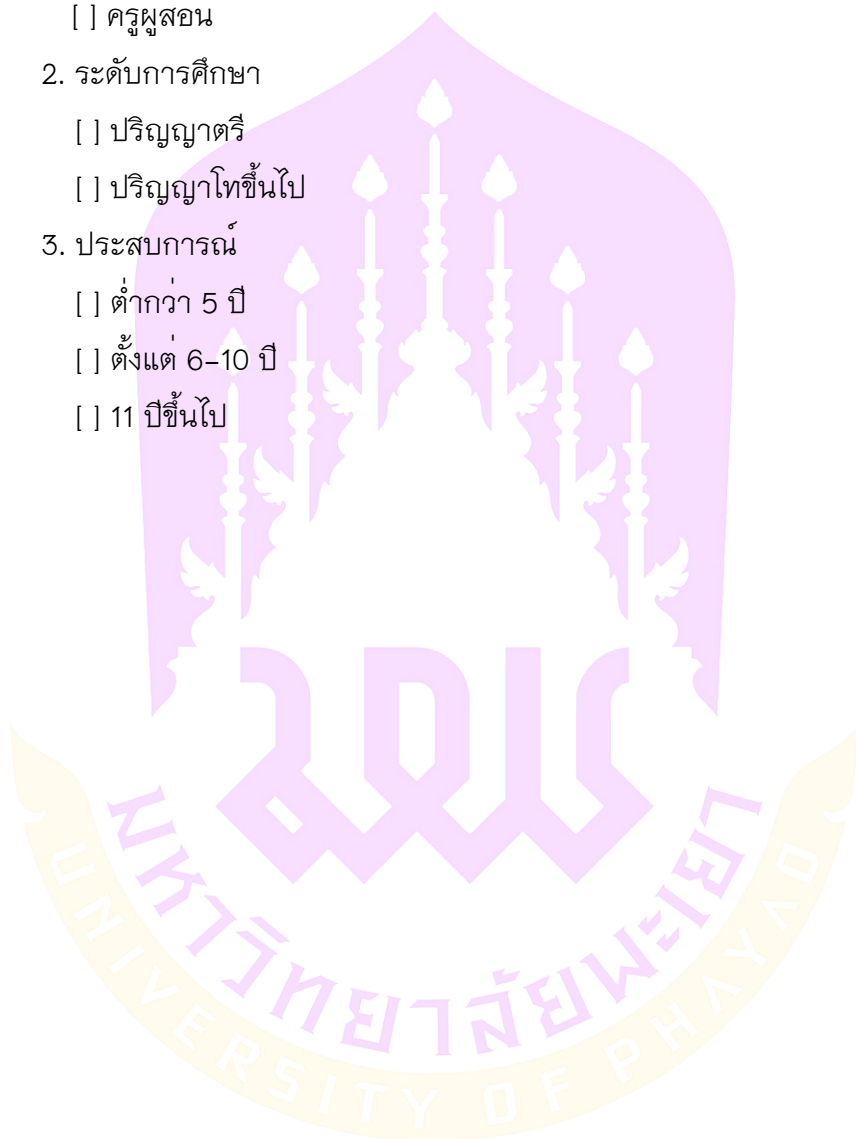 [ ] ครูผูสอน
2. ระดับการศึกษา
[ ] ปริญญาตรี
[ ] ปริญญาโทขึ้นไป
3. ประสบการณ์
[ ] ต่ำกว่า 5 ปี
[ ] ตั้งแต่ 6–10 ปี
[ ] 11 ปีขึ้นไป
มหาวิทยาลัยพะเยา
UNIVERSITY OF PHAYAO